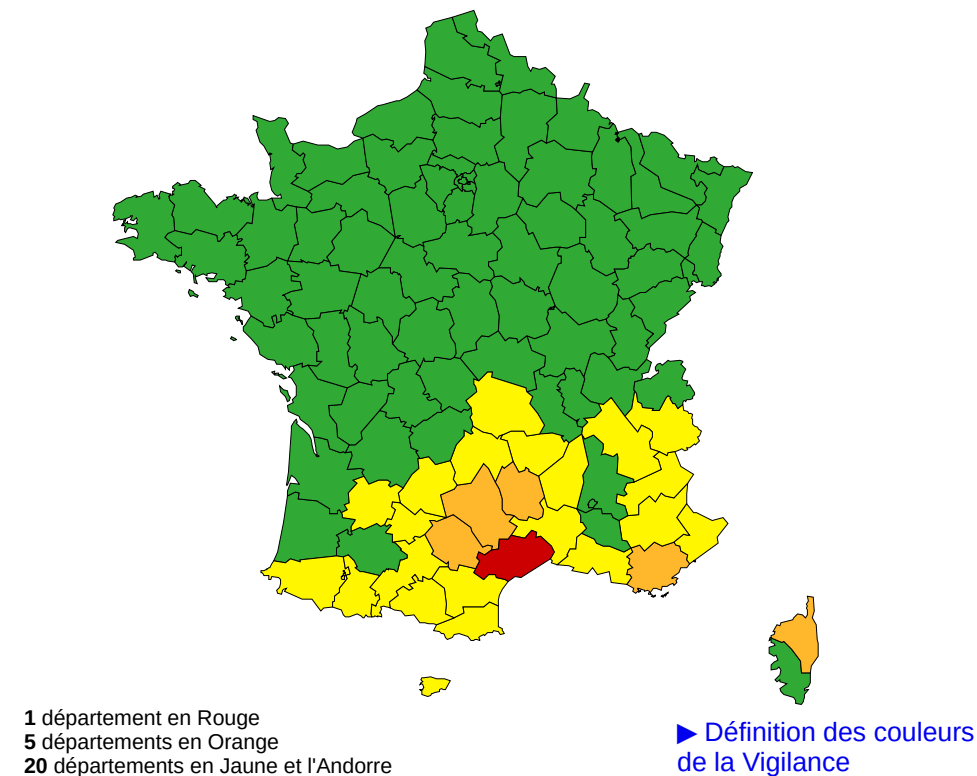 1 département en Rouge
5 départements en Orange
20 départements en Jaune et l'Andorre
▶ Définition des couleurs
de la Vigilance